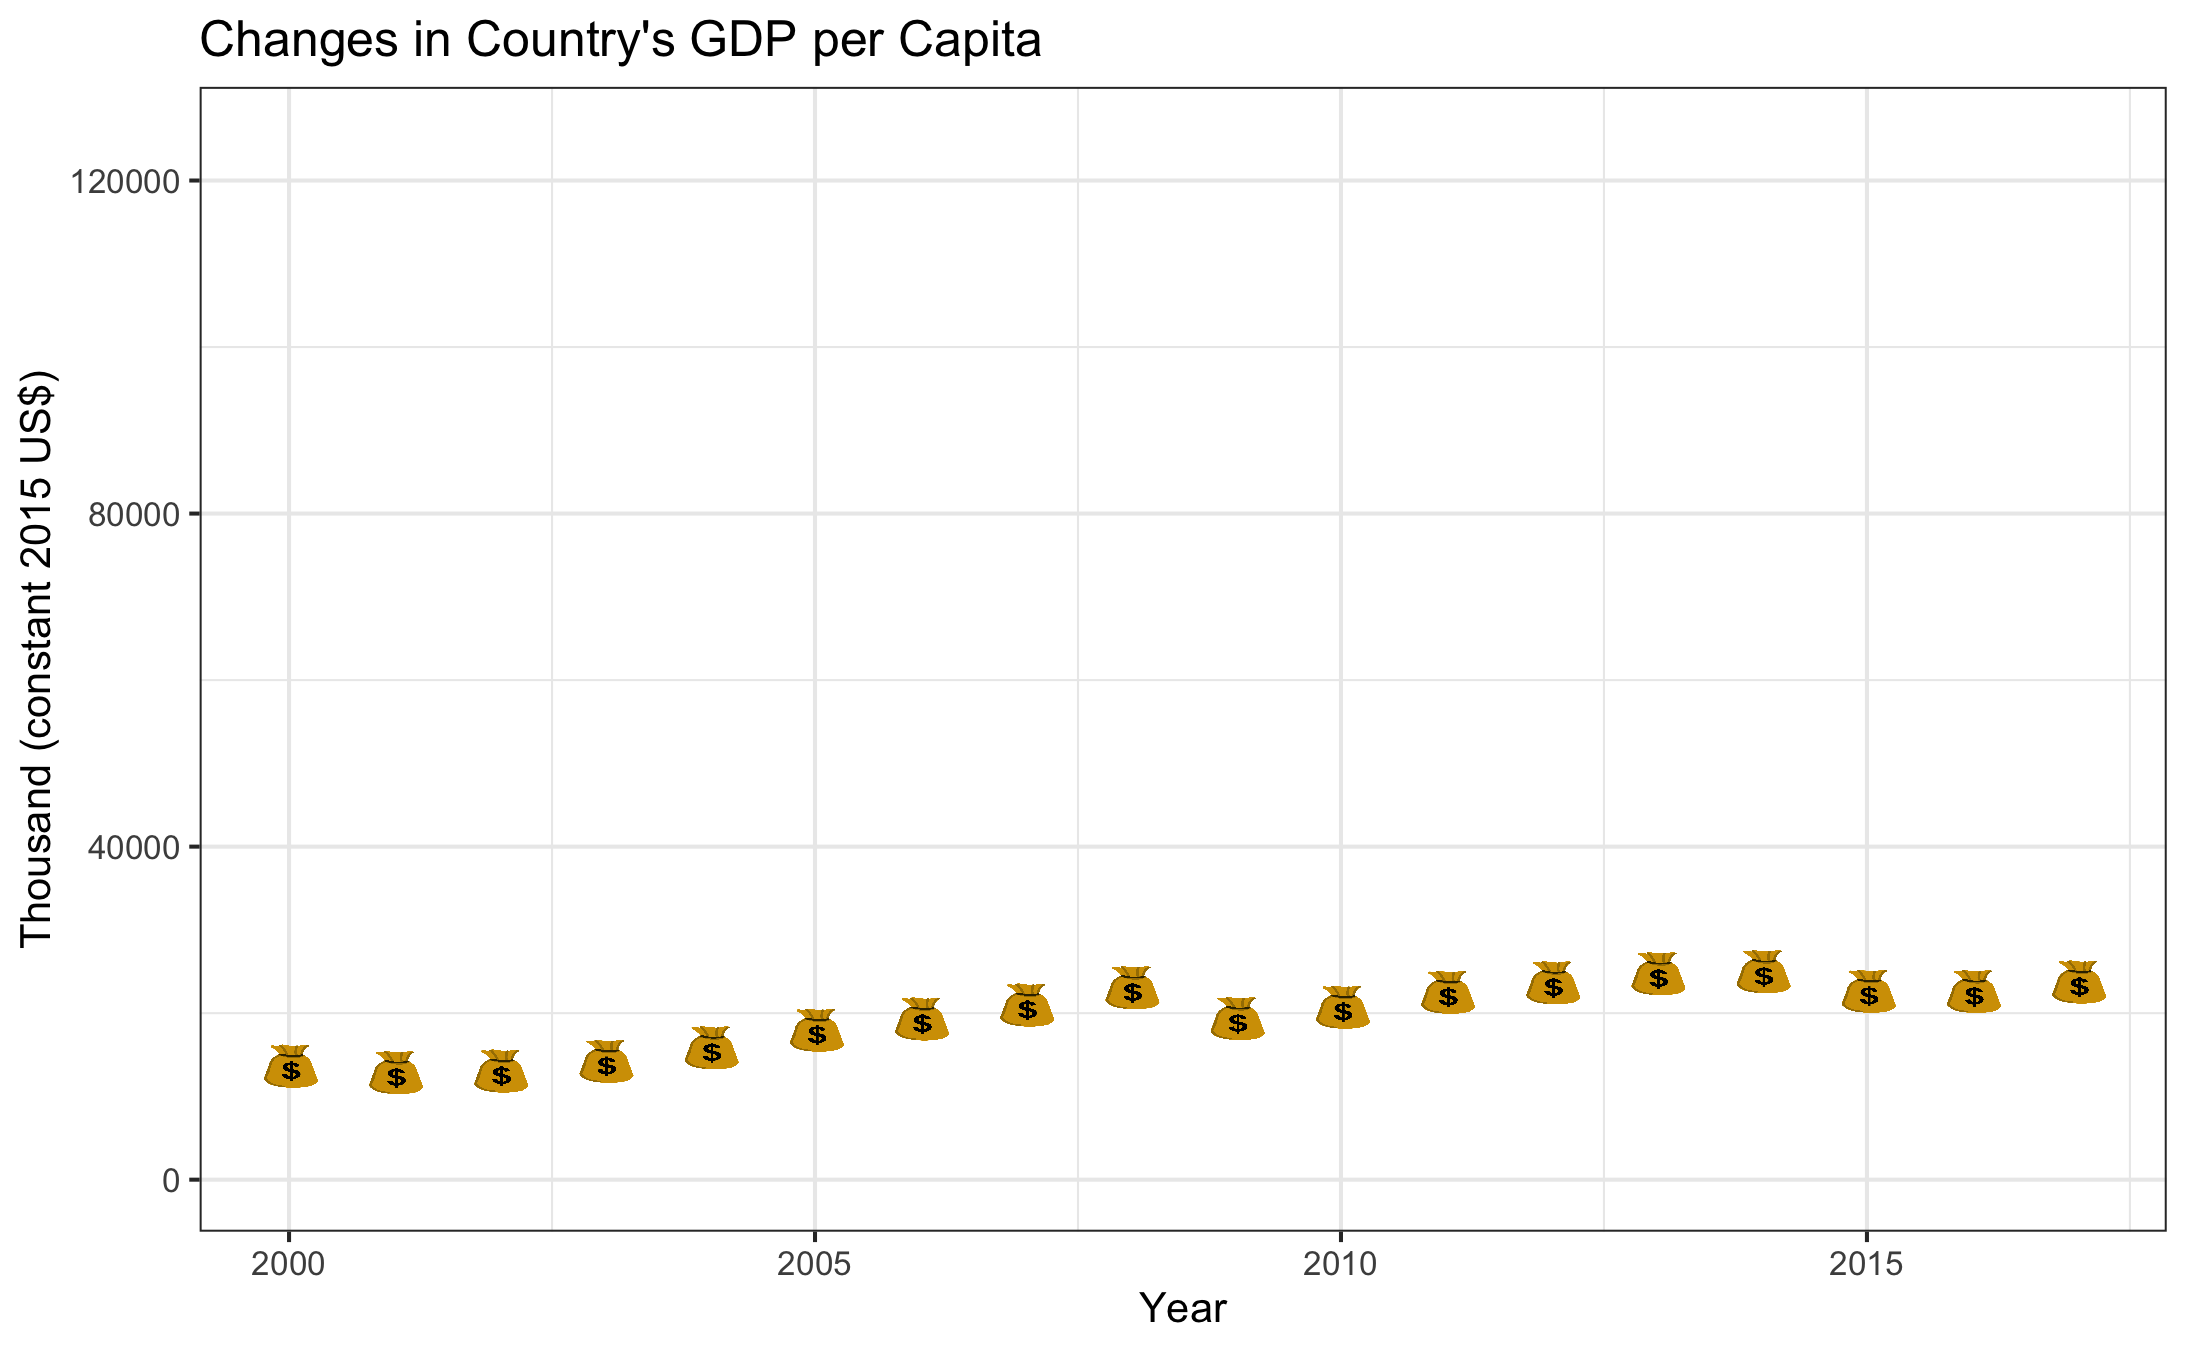 Changes in Country's GDP per Capita
Thousand (constant 2015 US$)
120000
80000
40000
0
$ $ $ $ $ $ $ $ $ $ $ $ $ $ $ $ $ $
2000 2005 2010 2015
Year